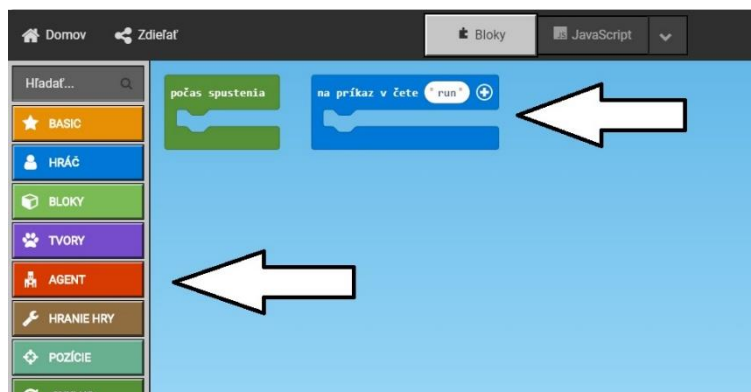 Domov Zdieľať Bloky JavaScript
Hľadať...
počas spustenia
na príkaz v čete "run"
BASIC
HRÁČ
BLOKY
TVORY
AGENT
HRANIE HRY
POZÍCIE